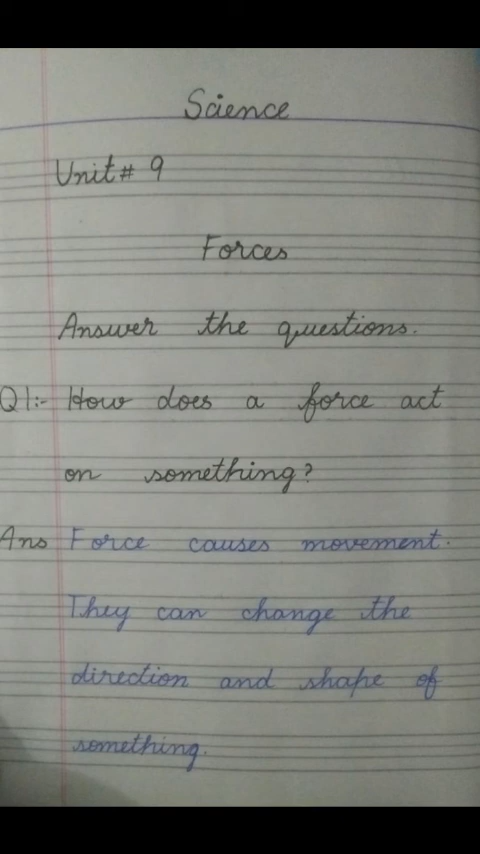 Science
Unit# 9
Forces
Answer the questions.
Q1:- How does a force act
on something?
Ans Force causes movement.
They can change the
direction and shape of
something.